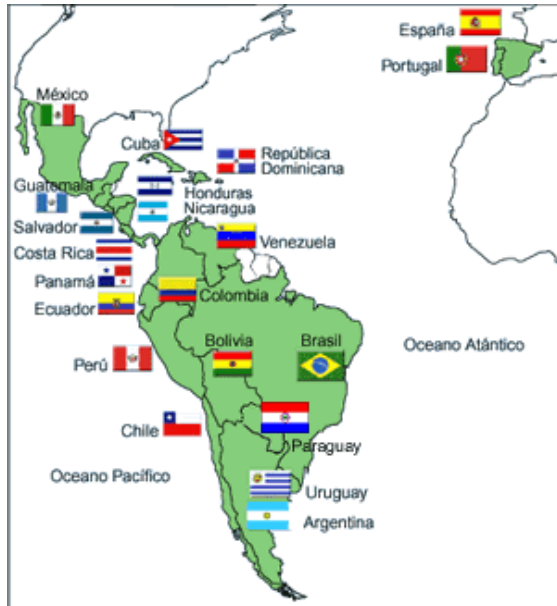 España
Portugal
México
Cuba
República
Dominicana
Guatemala
Honduras
Nicaragua
Salvador
Costa Rica
Venezuela
Panamá
Colombia
Ecuador
Bolivia
Brasil
Oceano Atántico
Perú
Chile
Paraguay
Oceano Pacífico
Uruguay
Argentina